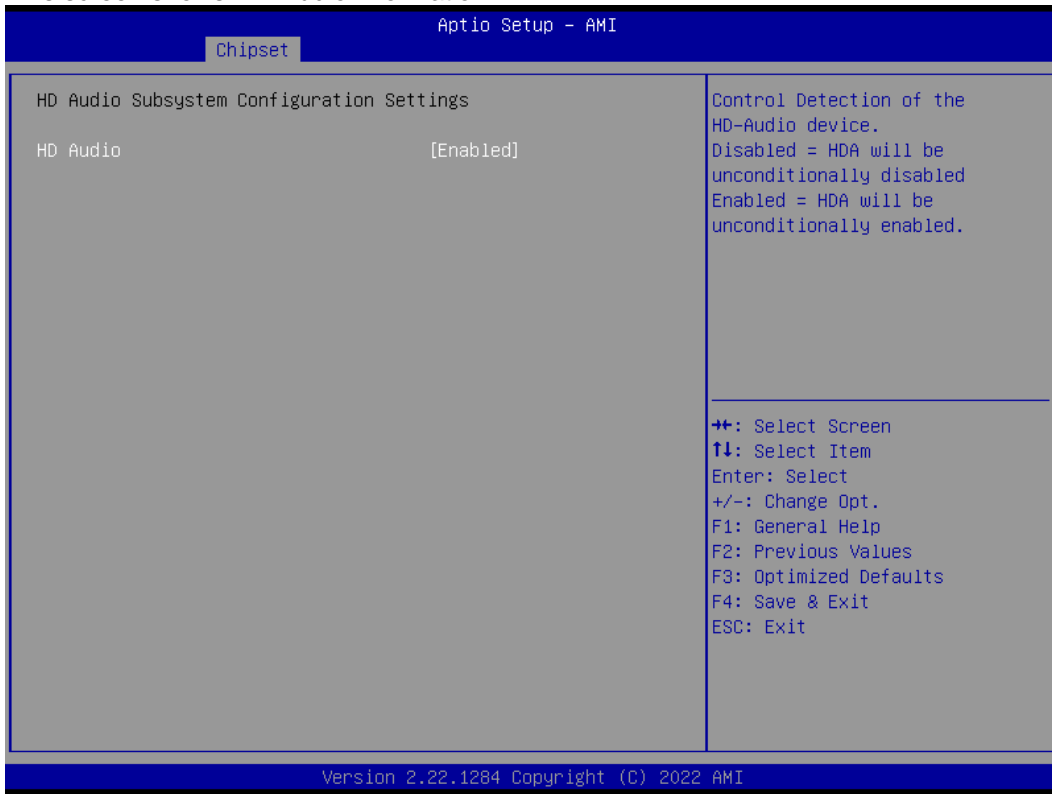 Aptio Setup - AMI
Chipset
HD Audio Subsystem Configuration Settings
HD Audio [Enabled]
Control Detection of the
HD-Audio device.
Disabled = HDA will be
unconditionally disabled
Enabled = HDA will be
unconditionally enabled.
→←: Select Screen
↑↓: Select Item
Enter: Select
+/-: Change Opt.
F1: General Help
F2: Previous Values
F3: Optimized Defaults
F4: Save & Exit
ESC: Exit
Version 2.22.1284 Copyright (C) 2022 AMI